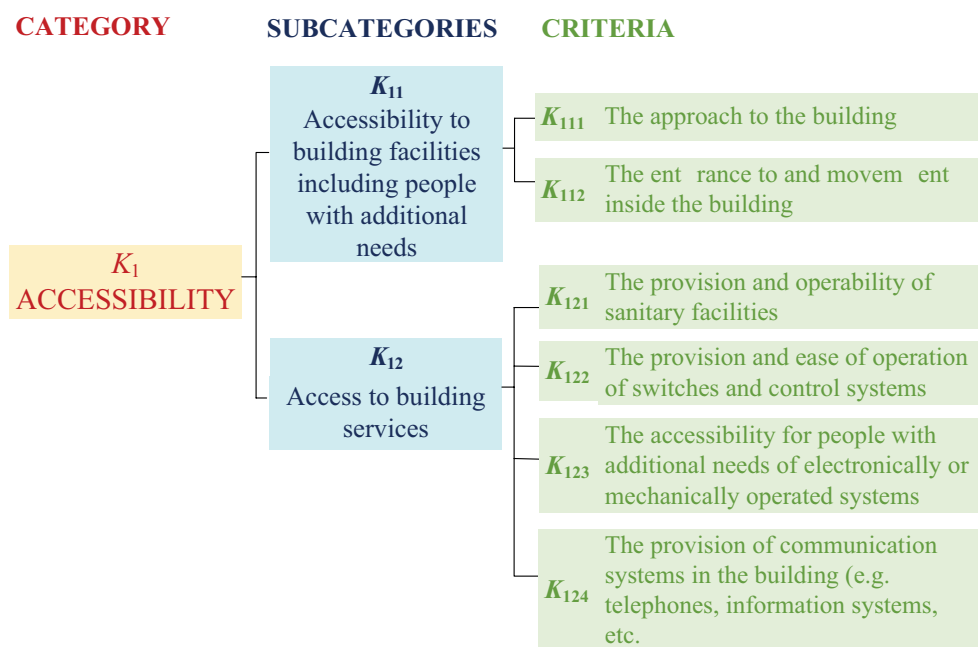 CATEGORY
SUBCATEGORIES
CRITERIA
K1
ACCESSIBILITY
K11
Accessibility to
building facilities
including people
with additional
needs
K111 The approach to the building
K112 The ent rance to and movem ent
inside the building
K12
Access to building
services
K121 The provision and operability of
sanitary facilities
K122 The provision and ease of operation
of switches and control systems
K123 The accessibility for people with
additional needs of electronically or
mechanically operated systems
K124 The provision of communication
systems in the building (e.g.
telephones, information systems,
etc.